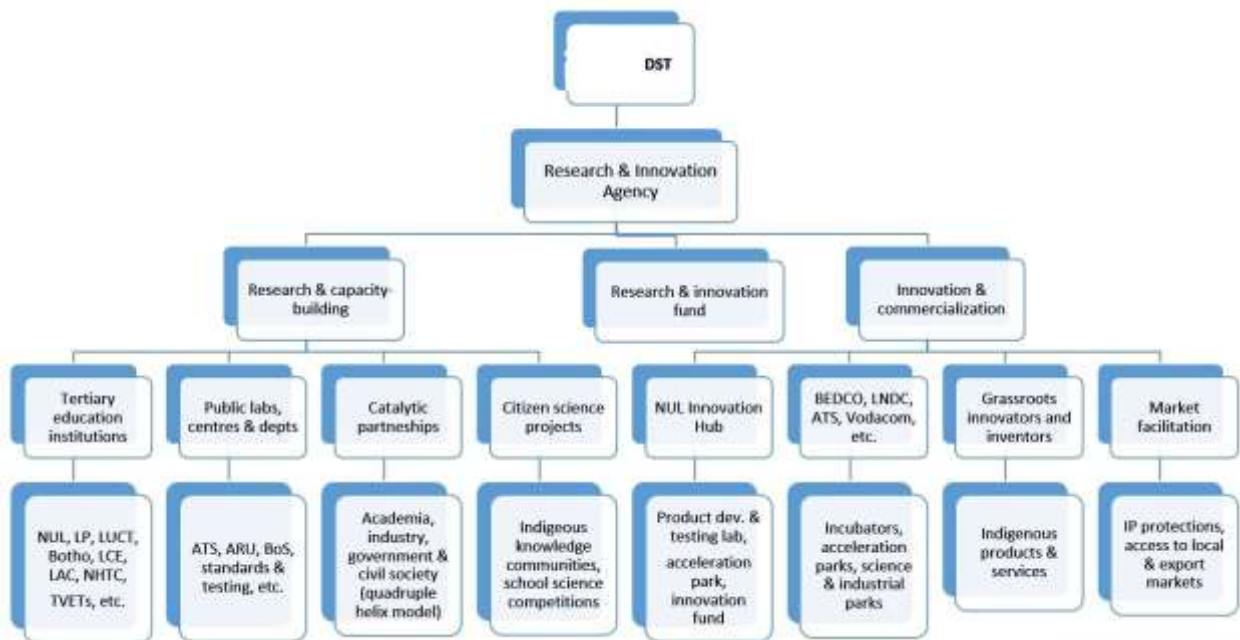 DST
Research & Innovation
Agency
Research & capacity-
building
Research & innovation
fund
Innovation &
commercialization
Tertiary
education
institutions
Public labs,
centres & depts
Catalytic
partneships
Citizen science
projects
NUL Innovation
Hub
BEDCO, LNDC,
ATS, Vodacom,
etc.
Grassroots
innovators and
inventors
Market
facilitation
NUL, LP, LUCT,
Botho, LCE,
LAC, NHTC,
TVETs, etc.
ATS, ARU, BoS,
standards &
testing, etc.
Academia,
industry,
government &
civil society
(quadruple
helix model)
Indigeous
knowledge
communities,
school science
competitions
Product dev. &
testing lab,
acceleration
park,
innovation
fund
Incubators,
acceleration
parks, science
& industrial
parks
Indigenous
products &
services
IP protections,
access to local
& export
markets